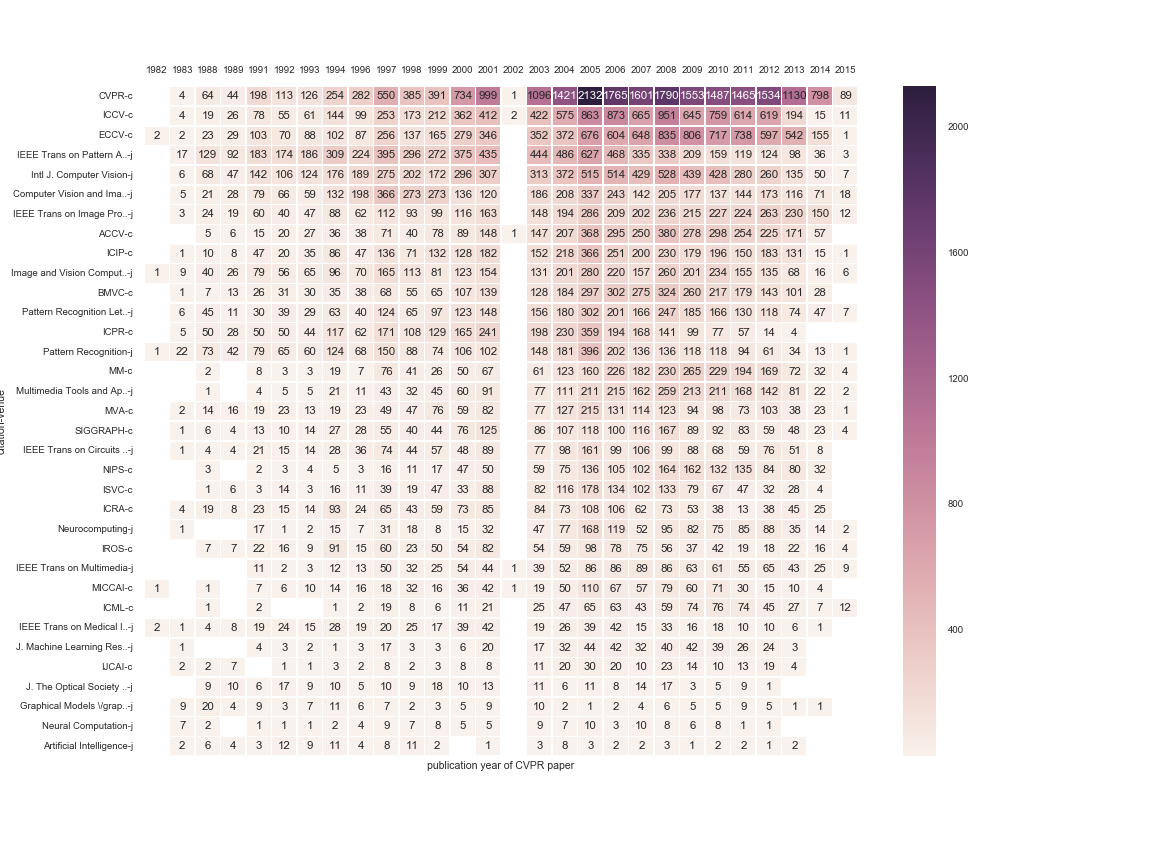 1982 1983 1988 1989 1991 1992 1993 1994 1996 1997 1998 1999 2000 2001 2002 2003 2004 2005 2006 2007 2008 2009 2010 2011 2012 2013 2014 2015
CVPR-c 4 64 44 198 113 126 254 282 550 385 391 734 999 1 1096 1421 2132 1765 1601 1790 1553 1487 1465 1534 1130 798 89
ICCV-c 4 19 26 78 55 61 144 99 253 173 212 362 412 2 422 575 863 873 665 951 645 759 614 619 194 15 11
ECCV-c 2 2 23 29 103 70 88 102 87 256 137 165 279 346 352 372 676 604 648 835 806 717 738 597 542 155 1
IEEE Trans on Pattern A..-j 17 129 92 183 174 186 309 224 395 296 272 375 435 444 486 627 468 335 338 209 159 119 124 98 36 3
Intl J. Computer Vision-j 6 68 47 142 106 124 176 189 275 202 172 296 307 313 372 515 514 429 528 439 428 280 260 135 50 7
Computer Vision and Ima..-j 5 21 28 79 66 59 132 198 366 273 273 136 120 186 208 337 243 142 205 177 137 144 173 116 71 18
IEEE Trans on Image Pro..-j 3 24 19 60 40 47 88 62 112 93 99 116 163 148 194 286 209 202 236 215 227 224 263 230 150 12
ACCV-c 5 6 15 20 27 36 38 71 40 78 89 148 1 147 207 368 295 250 380 278 298 254 225 171 57
ICIP-c 1 10 8 47 20 35 86 47 136 71 132 128 182 152 218 366 251 200 230 179 196 150 183 131 15 1
Image and Vision Comput..-j 1 9 40 26 79 56 65 96 70 165 113 81 123 154 131 201 280 220 157 260 201 234 155 135 68 16 6
BMVC-c 1 7 13 26 31 30 35 38 68 55 65 107 139 128 184 297 302 275 324 260 217 179 143 101 28
Pattern Recognition Let..-j 6 45 11 30 39 29 63 40 124 65 97 123 148 156 180 302 201 166 247 185 166 130 118 74 47 7
ICPR-c 5 50 28 50 50 44 117 62 171 108 129 165 241 198 230 359 194 168 141 99 77 57 14 4
Pattern Recognition-j 1 22 73 42 79 65 60 124 68 150 88 74 106 102 148 181 396 202 136 136 118 118 94 61 34 13 1
MM-c 2 8 3 3 19 7 76 41 26 50 67 61 123 160 226 182 230 265 229 194 169 72 32 4
Multimedia Tools and Ap..-j 1 4 5 5 21 11 43 32 45 60 91 77 111 211 215 162 259 213 211 168 142 81 22 2
MVA-c 2 14 16 19 23 13 19 23 49 47 76 59 82 77 127 215 131 114 123 94 98 73 103 38 23 1
SIGGRAPH-c 1 6 4 13 10 14 27 28 55 40 44 76 125 86 107 118 100 116 167 89 92 83 59 48 23 4
IEEE Trans on Circuits ..-j 1 4 4 21 15 14 28 36 74 44 57 48 89 77 98 161 99 106 99 88 68 59 76 51 8
NIPS-c 3 2 3 4 5 3 16 11 17 47 50 59 75 136 105 102 164 162 132 135 84 80 32
ISVC-c 1 6 3 14 3 16 11 39 19 47 33 88 82 116 178 134 102 133 79 67 47 32 28 4
ICRA-c 4 19 8 23 15 14 93 24 65 43 59 73 85 84 73 108 106 62 73 53 38 13 38 45 25
Neurocomputing-j 1 17 1 2 15 7 31 18 8 15 32 47 77 168 119 52 95 82 75 85 88 35 14 2
IROS-c 7 7 22 16 9 91 15 60 23 50 54 82 54 59 98 78 75 56 37 42 19 18 22 16 4
IEEE Trans on Multimedia-j 11 2 3 12 13 50 32 25 54 44 1 39 52 86 86 89 86 63 61 55 65 43 25 9
MICCAI-c 1 1 7 6 10 14 16 18 32 16 36 42 1 19 50 110 67 57 79 60 71 30 15 10 4
ICML-c 1 2 1 2 19 8 6 11 21 25 47 65 63 43 59 74 76 74 45 27 7 12
IEEE Trans on Medical I..-j 2 1 4 8 19 24 15 28 19 20 25 17 39 42 19 26 39 42 15 33 16 18 10 10 6 1
J. Machine Learning Res..-j 1 4 3 2 1 3 17 3 3 6 20 17 32 44 42 32 40 42 39 26 24 3
IJCAI-c 2 2 7 1 1 3 2 8 2 3 8 8 11 20 30 20 10 23 14 10 13 19 4
J. The Optical Society ..-j 9 10 6 17 9 10 5 10 9 18 10 13 11 6 11 8 14 17 3 5 9 1
Graphical Models \/grap..-j 9 20 4 9 3 7 11 6 7 2 3 5 9 10 2 1 2 4 6 5 5 9 5 1 1
Neural Computation-j 7 2 1 1 1 2 4 9 7 8 5 5 9 7 10 3 10 8 6 8 1 1
Artificial Intelligence-j 2 6 4 3 12 9 11 4 8 11 2 1 3 8 3 2 2 3 1 2 2 1 2
publication year of CVPR paper
2000
1600
1200
800
400